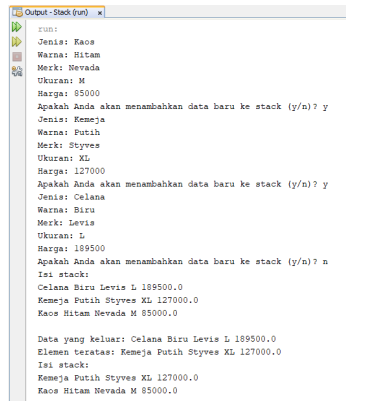 Output - Stack (run) x
run:
Jenis: Kaos
Warna: Hitam
Merk: Nevada
Ukuran: M
Harga: 85000
Apakah Anda akan menambahkan data baru ke stack (y/n)? y
Jenis: Kemeja
Warna: Putih
Merk: Styves
Ukuran: XL
Harga: 127000
Apakah Anda akan menambahkan data baru ke stack (y/n)? y
Jenis: Celana
Warna: Biru
Merk: Levis
Ukuran: L
Harga: 189500
Apakah Anda akan menambahkan data baru ke stack (y/n)? n
Isi stack:
Celana Biru Levis L 189500.0
Kemeja Putih Styves XL 127000.0
Kaos Hitam Nevada M 85000.0
Data yang keluar: Celana Biru Levis L 189500.0
Elemen teratas: Kemeja Putih Styves XL 127000.0
Isi stack:
Kemeja Putih Styves XL 127000.0
Kaos Hitam Nevada M 85000.0